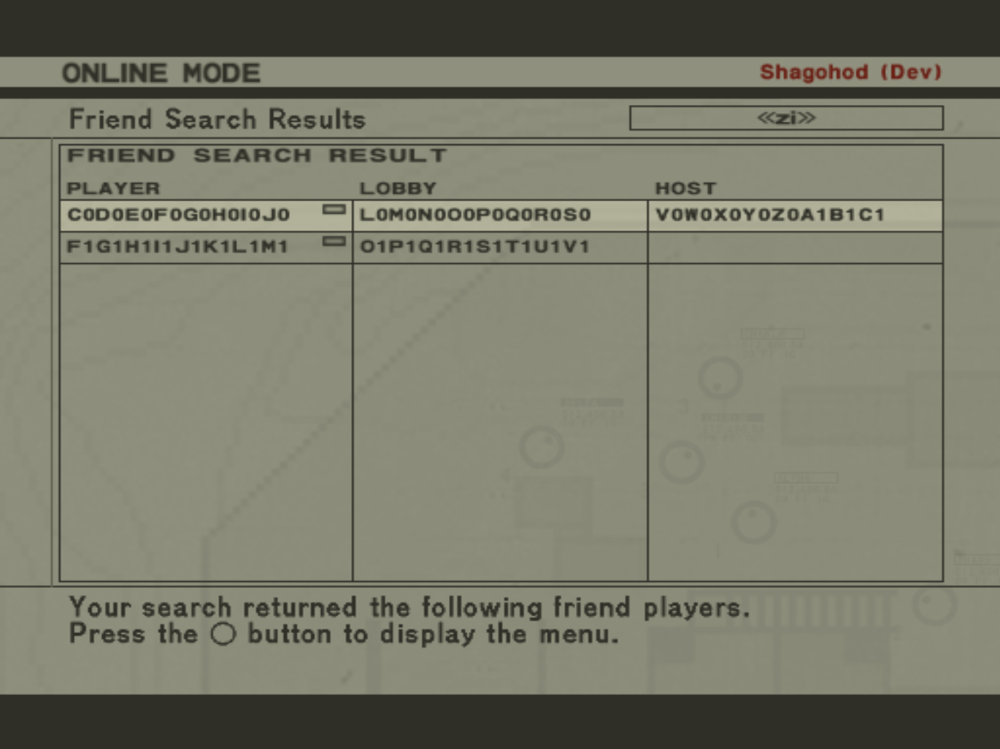 ONLINE MODE
Shagohod (Dev)
Friend Search Results
≪zi≫
FRIEND SEARCH RESULT
PLAYER LOBBY HOST
C0D0E0F0G0H0I0J0 L0M0N0O0P0Q0R0S0 V0W0X0Y0Z0A1B1C1
F1G1H1I1J1K1L1M1 O1P1Q1R1S1T1U1V1
Your search returned the following friend players.
Press the ○ button to display the menu.